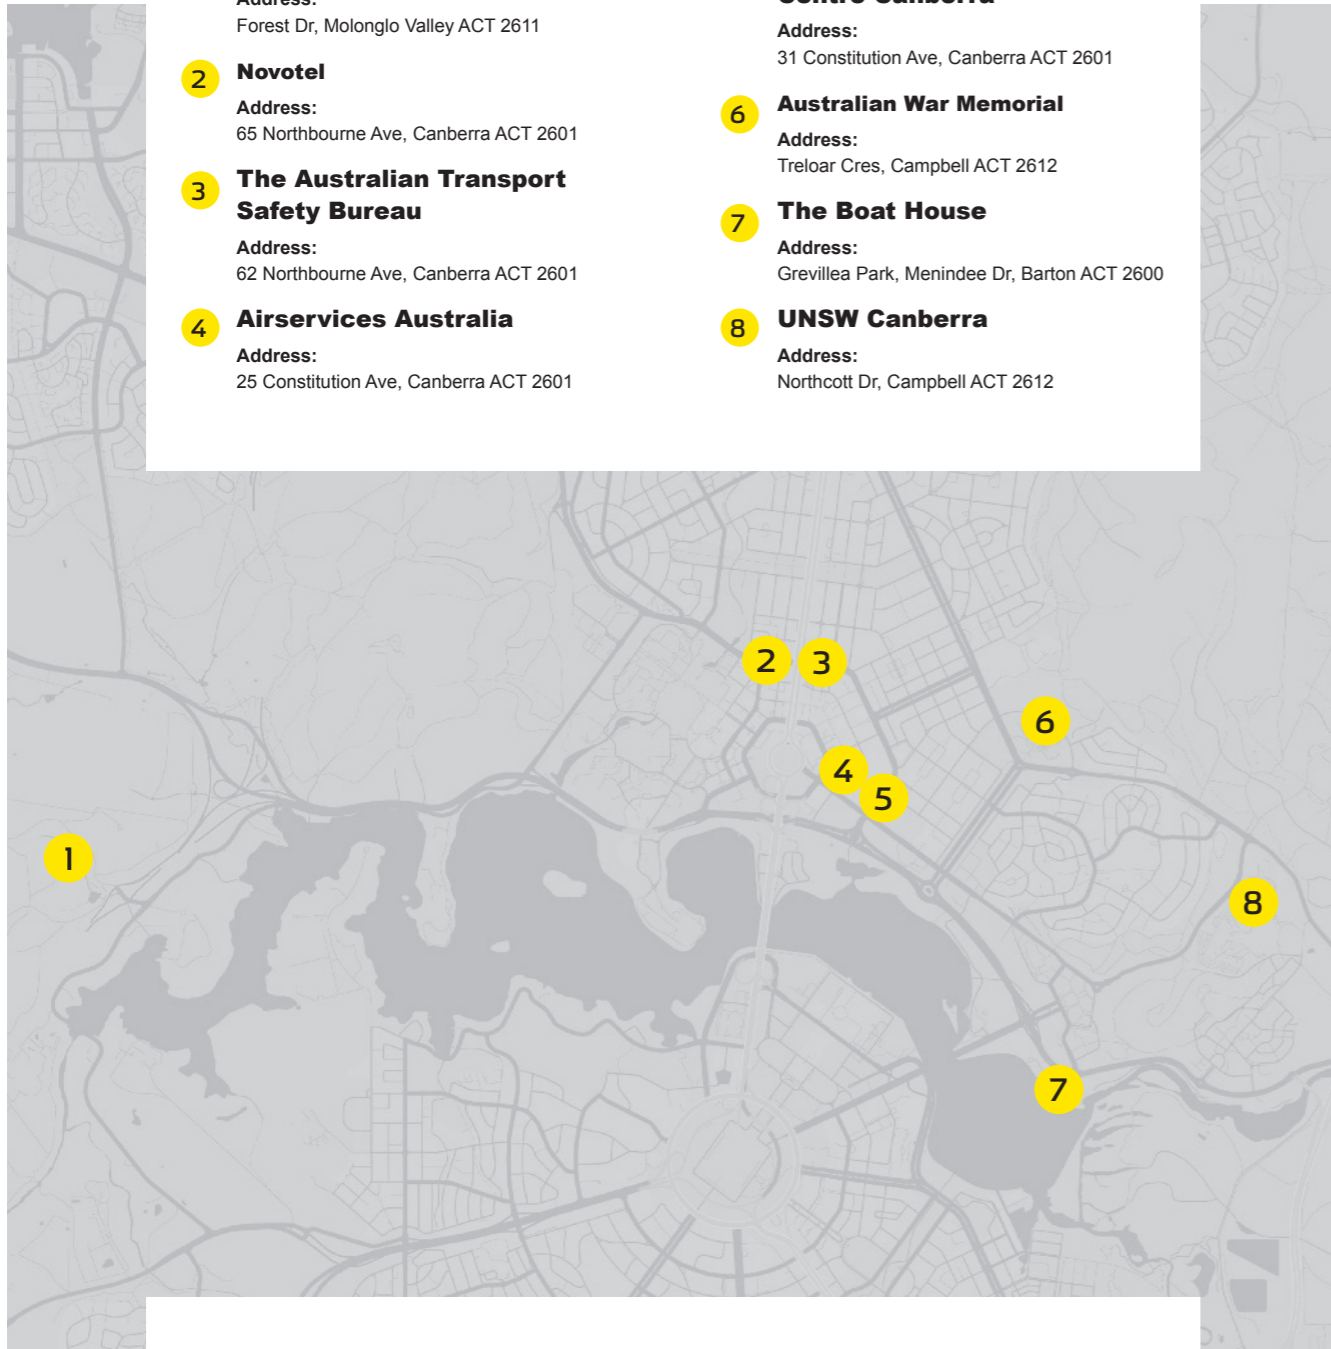 Address:
Forest Dr, Molonglo Valley ACT 2611
2 Novotel
Address:
65 Northbourne Ave, Canberra ACT 2601
3 The Australian Transport
Safety Bureau
Address:
62 Northbourne Ave, Canberra ACT 2601
4 Airservices Australia
Address:
25 Constitution Ave, Canberra ACT 2601
Centre Canberra
Address:
31 Constitution Ave, Canberra ACT 2601
6 Australian War Memorial
Address:
Treloar Cres, Campbell ACT 2612
7 The Boat House
Address:
Grevillea Park, Menindee Dr, Barton ACT 2600
8 UNSW Canberra
Address:
Northcott Dr, Campbell ACT 2612
2
3
6
4
5
1
8
7